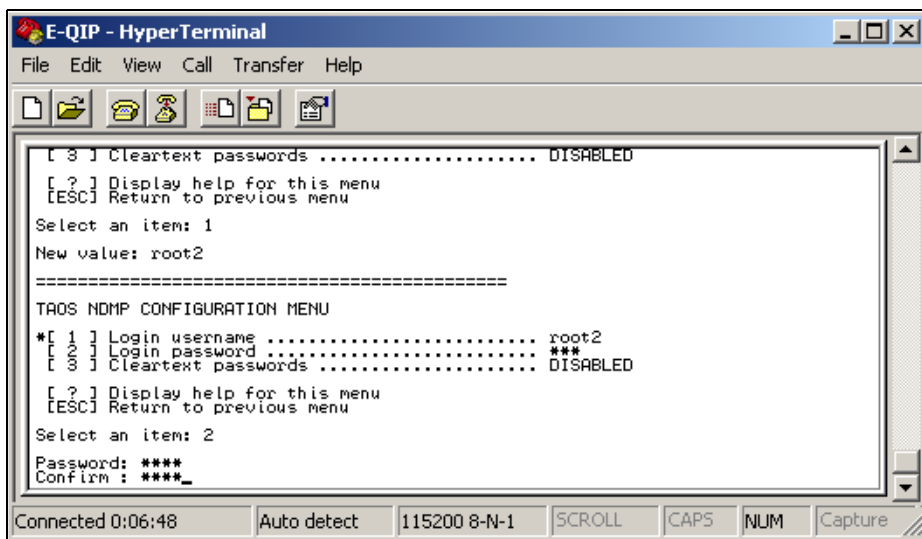 E-QIP - HyperTerminal
File Edit View Call Transfer Help
[ 3 ] Cleartext passwords ...................... DISABLED
[ ? ] Display help for this menu
[ESC] Return to previous menu
Select an item: 1
New value: root2
=============================================
TAOS NDMP CONFIGURATION MENU
*[ 1 ] Login username ........................... root2
[ 2 ] Login password ........................... ***
[ 3 ] Cleartext passwords ...................... DISABLED
[ ? ] Display help for this menu
[ESC] Return to previous menu
Select an item: 2
Password: ****
Confirm : ****_
Connected 0:06:48 Auto detect 115200 8-N-1 SCROLL CAPS NUM Capture